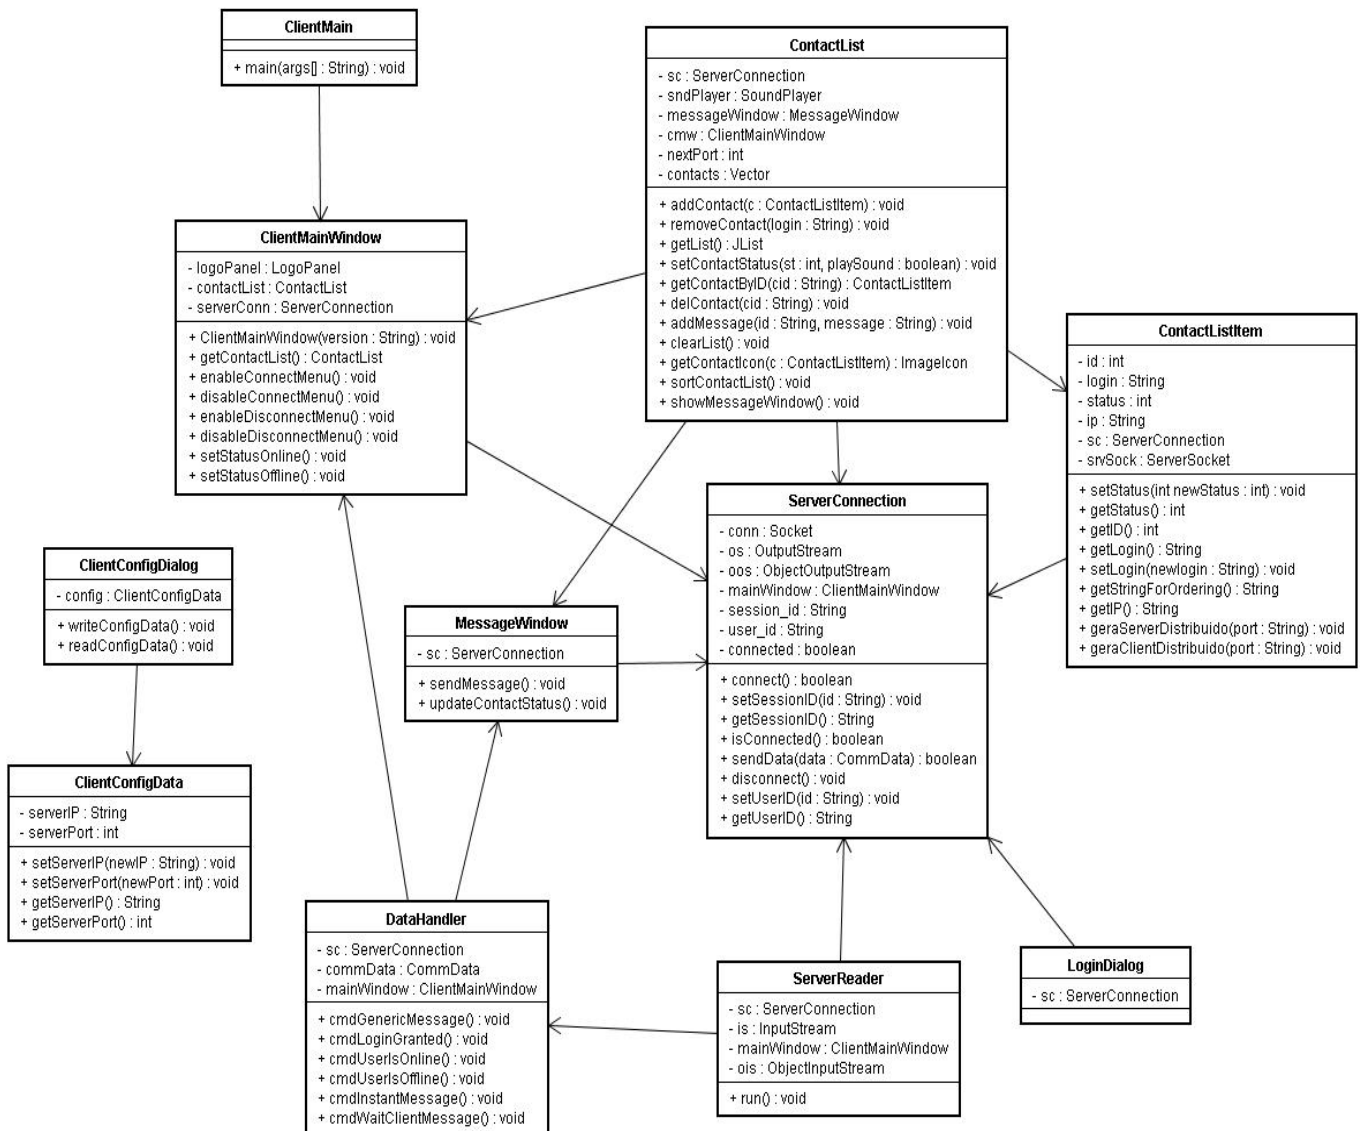 ClientMain
+ main(args[] : String) : void
ContactList
- sc : ServerConnection
- sndPlayer : SoundPlayer
- messageWindow : MessageWindow
- cmw : ClientMainWindow
- nextPort : int
- contacts : Vector
+ addContact(c : ContactListItem) : void
+ removeContact(login : String) : void
+ getList() : JList
+ setContactStatus(st : int, playSound : boolean) : void
+ getContactByID(cid : String) : ContactListItem
+ delContact(cid : String) : void
+ addMessage(id : String, message : String) : void
+ clearList() : void
+ getContactIcon(c : ContactListItem) : ImageIcon
+ sortContactList() : void
+ showMessageWindow() : void
ClientMainWindow
- logoPanel : LogoPanel
- contactList : ContactList
- serverConn : ServerConnection
+ ClientMainWindow(version : String) : void
+ getContactList() : ContactList
+ enableConnectMenu() : void
+ disableConnectMenu() : void
+ enableDisconnectMenu() : void
+ disableDisconnectMenu() : void
+ setStatusOnline() : void
+ setStatusOffline() : void
ContactListItem
- id : int
- login : String
- status : int
- ip : String
- sc : ServerConnection
- srvSock : ServerSocket
+ setStatus(int newStatus : int) : void
+ getStatus() : int
+ getID() : int
+ getLogin() : String
+ setLogin(newlogin : String) : void
+ getStringForOrdering() : String
+ getIP() : String
+ geraServerDistribuido(port : String) : void
+ geraClientDistribuido(port : String) : void
ServerConnection
- conn : Socket
- os : OutputStream
- oos : ObjectOutputStream
- mainWindow : ClientMainWindow
- session_id : String
- user_id : String
- connected : boolean
+ connect() : boolean
+ setSessionID(id : String) : void
+ getSessionID() : String
+ isConnected() : boolean
+ sendData(data : CommData) : boolean
+ disconnect() : void
+ setUserID(id : String) : void
+ getUserID() : String
ClientConfigDialog
- config : ClientConfigData
+ writeConfigData() : void
+ readConfigData() : void
MessageWindow
- sc : ServerConnection
+ sendMessage() : void
+ updateContactStatus() : void
ClientConfigData
- serverIP : String
- serverPort : int
+ setServerIP(newIP : String) : void
+ setServerPort(newPort : int) : void
+ getServerIP() : String
+ getServerPort() : int
DataHandler
- sc : ServerConnection
- commData : CommData
- mainWindow : ClientMainWindow
+ cmdGenericMessage() : void
+ cmdLoginGranted() : void
+ cmdUserIsOnline() : void
+ cmdUserIsOffline() : void
+ cmdInstantMessage() : void
+ cmdWaitClientMessage() : void
ServerReader
- sc : ServerConnection
- is : InputStream
- mainWindow : ClientMainWindow
- ois : ObjectInputStream
+ run() : void
LoginDialog
- sc : ServerConnection